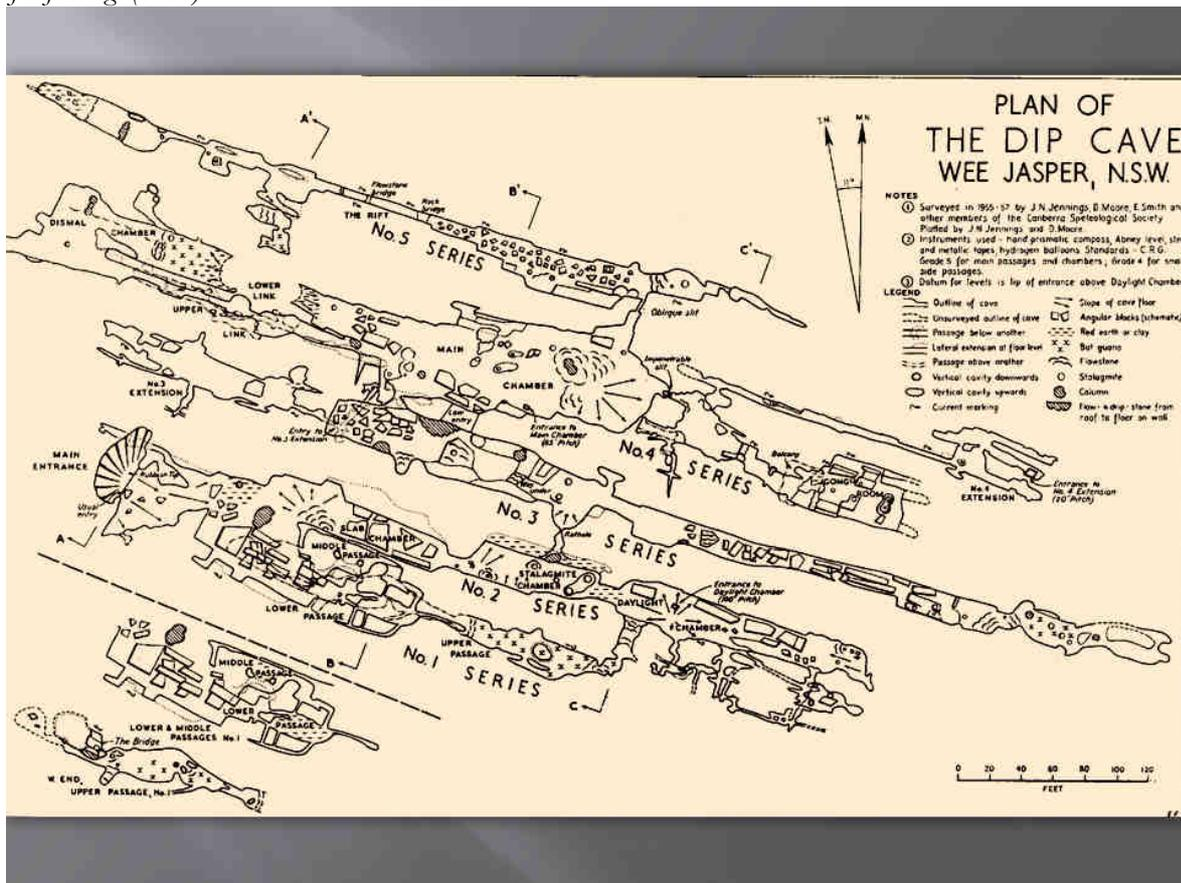 PLAN OF
THE DIP CAVE
WEE JASPER, N.S.W.
T.N.
M.N.
11°
NOTES
① Surveyed in 1955-57 by J.N. Jennings, D. Moore, E. Smith and
other members of the Canberra Speleological Society
Plotted by J.N. Jennings and D. Moore.
② Instruments used - hand prismatic compass, Abney level,
and metallic tapes, hydrogen balloons. Standards - C.R.G.
Grade 5 for main passages and chambers; Grade 4 for
side passages.
③ Datum for levels is lip of entrance above Daylight Chamber
LEGEND
Outline of cave
Unsurveyed outline of cave
Passage below another
Lateral extension at floor level
Passage above another
Vertical cavity downwards
Vertical cavity upwards
Current marking
Slope of cave floor
Angular blocks (schematic)
Red earth or clay
Bat guano
Flowstone
Stalagmite
Column
Flow- & drip-stone from
roof to floor on wall
A'
B'
C'
Flowstone
bridge
Rock
bridge
THE RIFT
No. 5 SERIES
Oblique slit
DISMAL
CHAMBER
LOWER
LINK
UPPER
LINK
MAIN
CHAMBER
Impenetrable
slit
No. 3
EXTENSION
Entry to
No. 3 Extension
Low
entry
Entrance to
Main Chamber
No. 4
SERIES
Balcony
GONG
ROOM
No. 4
EXTENSION
Entrance to
No. 4 Extension
(20' Pitch)
MAIN
ENTRANCE
Rubbish Tip
Usual
entry
A
No. 3
SERIES
Rathole
SLAB
CHAMBER
MIDDLE
PASSAGE
STALAGMITE
CHAMBER
No. 2
SERIES
DAYLIGHT
CHAMBER
Entrance to
Daylight Chamber
LOWER
PASSAGE
B
UPPER
PASSAGE
No. 1
SERIES
C
MIDDLE
PASSAGE
LOWER
PASSAGE
LOWER & MIDDLE
PASSAGES No. 1
The Bridge
W. END,
UPPER PASSAGE, No. 1
0 20 40 60 80 100 120
FEET